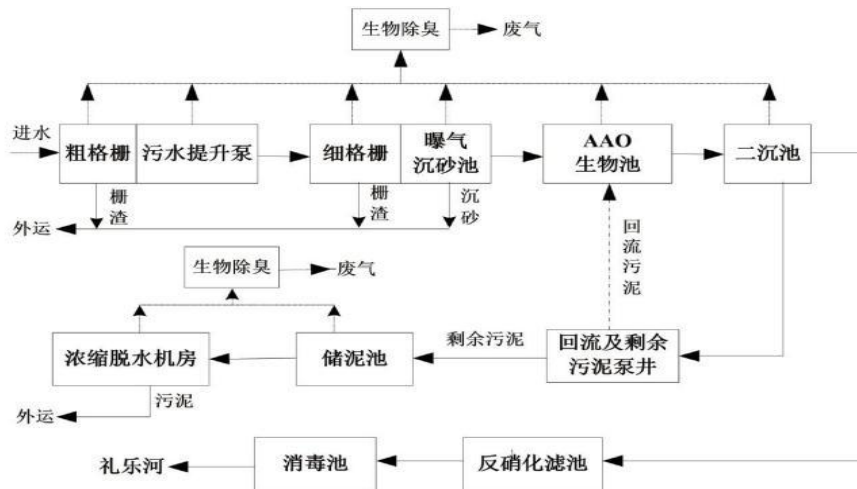 生物除臭
废气
进水
粗格栅
污水提升泵
细格栅
曝气
沉砂池
AAO
生物池
二沉池
栅渣
栅渣
沉砂
外运
回流污泥
生物除臭
废气
浓缩脱水机房
储泥池
剩余污泥
回流及剩余
污泥泵井
污泥
外运
礼乐河
消毒池
反硝化滤池